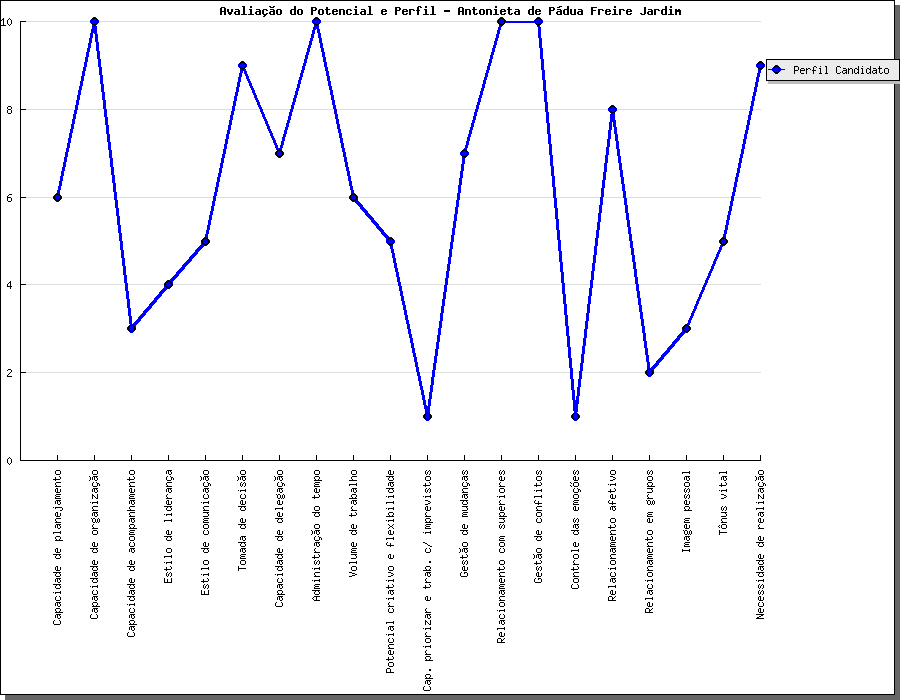 Avaliação do Potencial e Perfil - Antonieta de Pádua Freire Jardim
10
8
6
4
2
0
Perfil Candidato
Capacidade de planejamento
Capacidade de organização
Capacidade de acompanhamento
Estilo de liderança
Estilo de comunicação
Tomada de decisão
Capacidade de delegação
Administração do tempo
Volume de trabalho
Potencial criativo e flexibilidade
Cap. priorizar e trab. c/ imprevistos
Gestão de mudanças
Relacionamento com superiores
Gestão de conflitos
Controle das emoções
Relacionamento afetivo
Relacionamento em grupos
Imagem pessoal
Tônus vital
Necessidade de realização